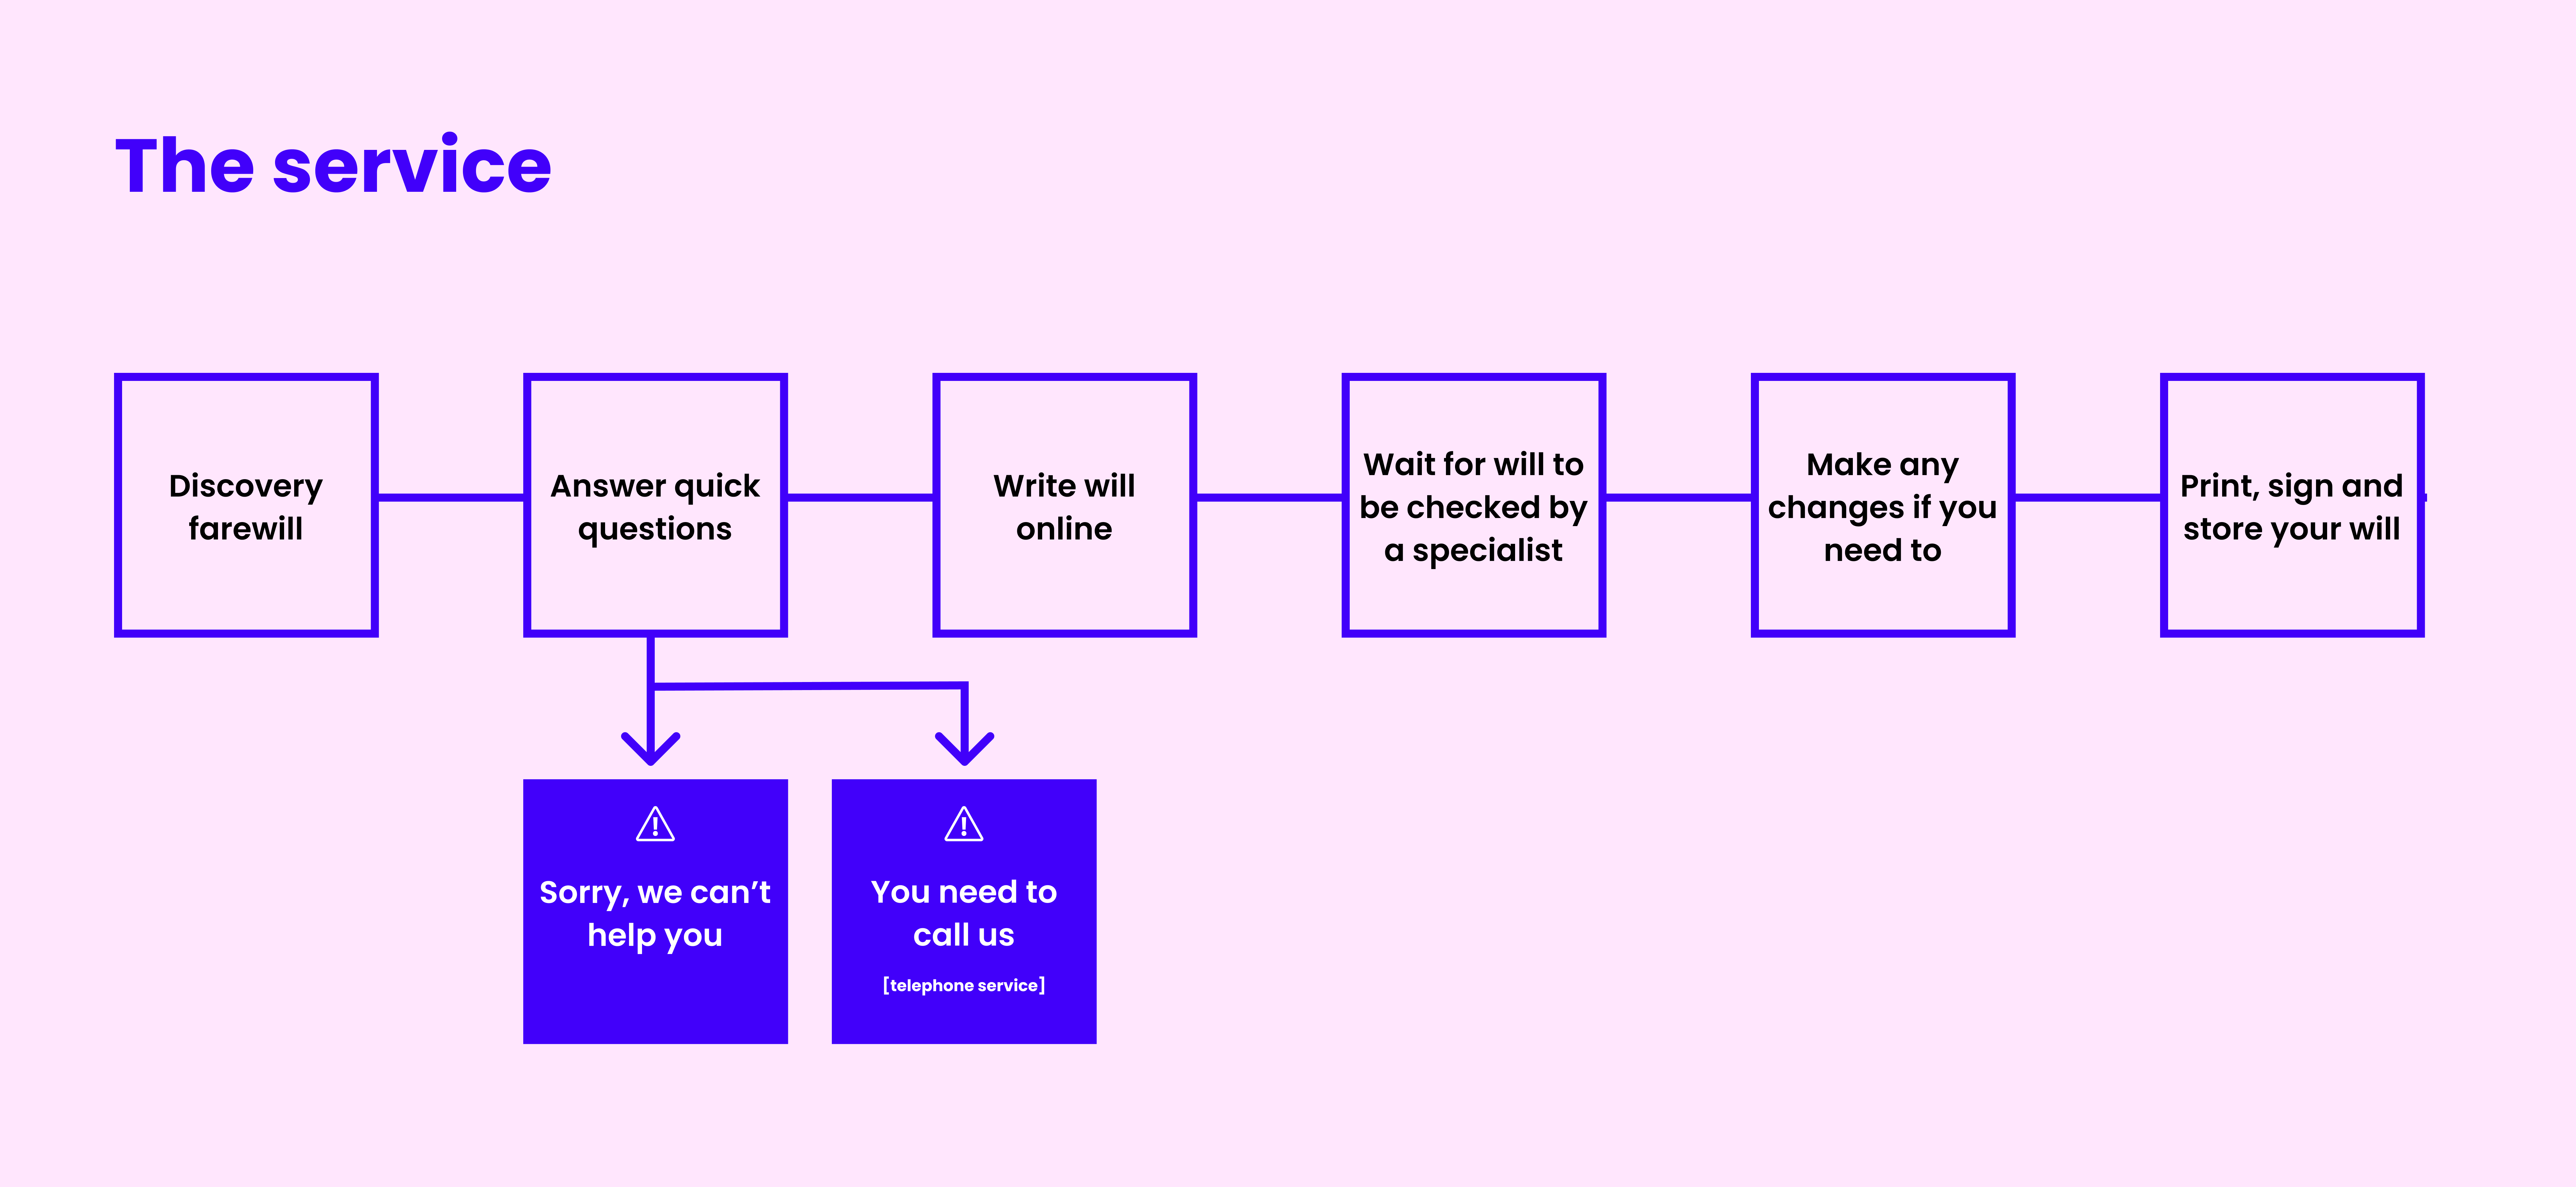 The service
Discovery
farewill
Answer quick
questions
Write will
online
Wait for will to
be checked by
a specialist
Make any
changes if you
need to
Print, sign and
store your will
Sorry, we can’t
help you
You need to
call us
[telephone service]